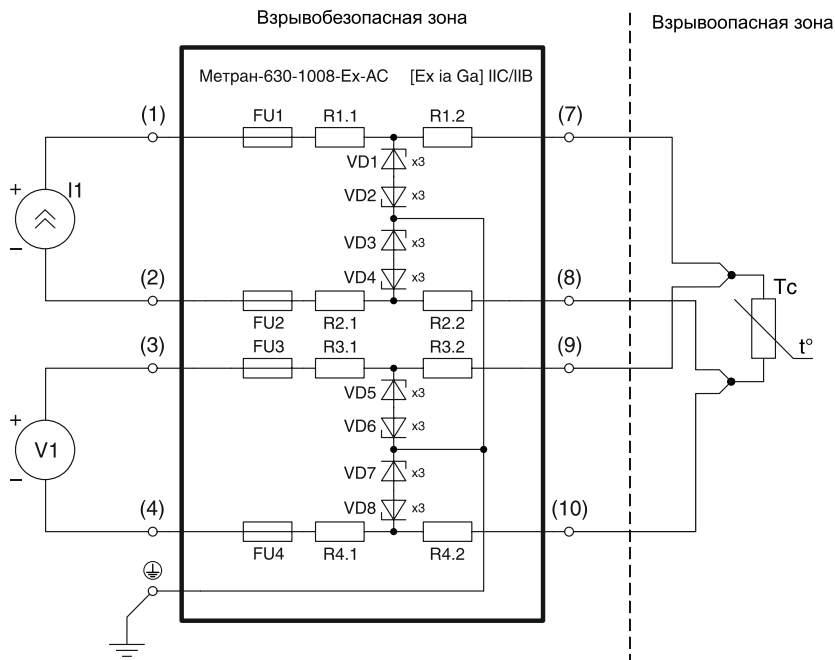 Взрывобезопасная зона
Взрывоопасная зона
Метран-630-1008-Ex-AC [Ex ia Ga] IIC/IIB
(1) FU1 R1.1 R1.2 (7)
VD1 x3
+ I1
VD2 x3
VD3 x3
–
VD4 x3
(2) (8)
FU2 R2.1 R2.2
Tc
t°
(3) FU3 R3.1 R3.2 (9)
VD5 x3
+
VD6 x3
V1
VD7 x3
–
VD8 x3
(4) (10)
FU4 R4.1 R4.2